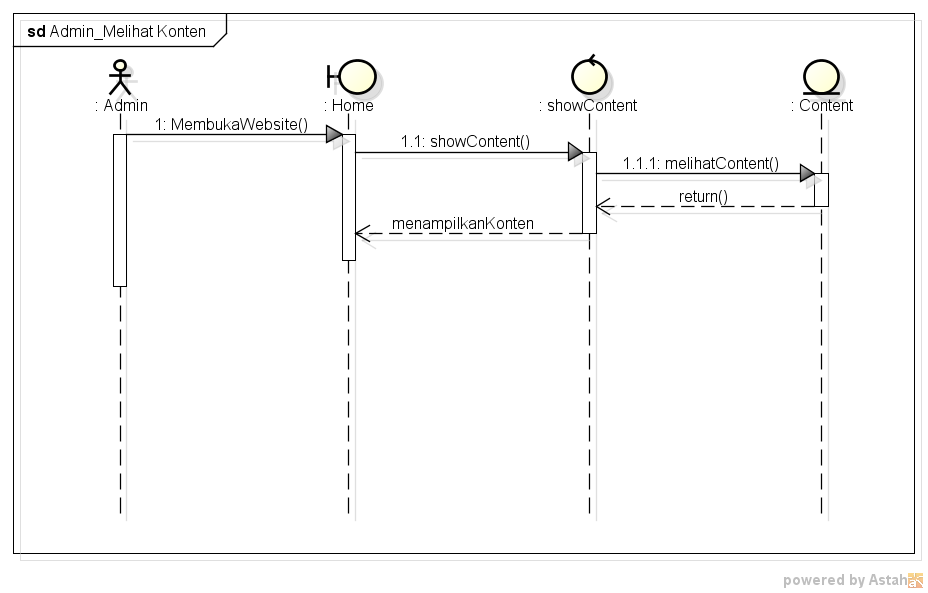 sd Admin_Melihat Konten
: Admin
: Home
: showContent
: Content
1: MembukaWebsite()
1.1: showContent()
1.1.1: melihatContent()
return()
menampilkanKonten
powered by Astah